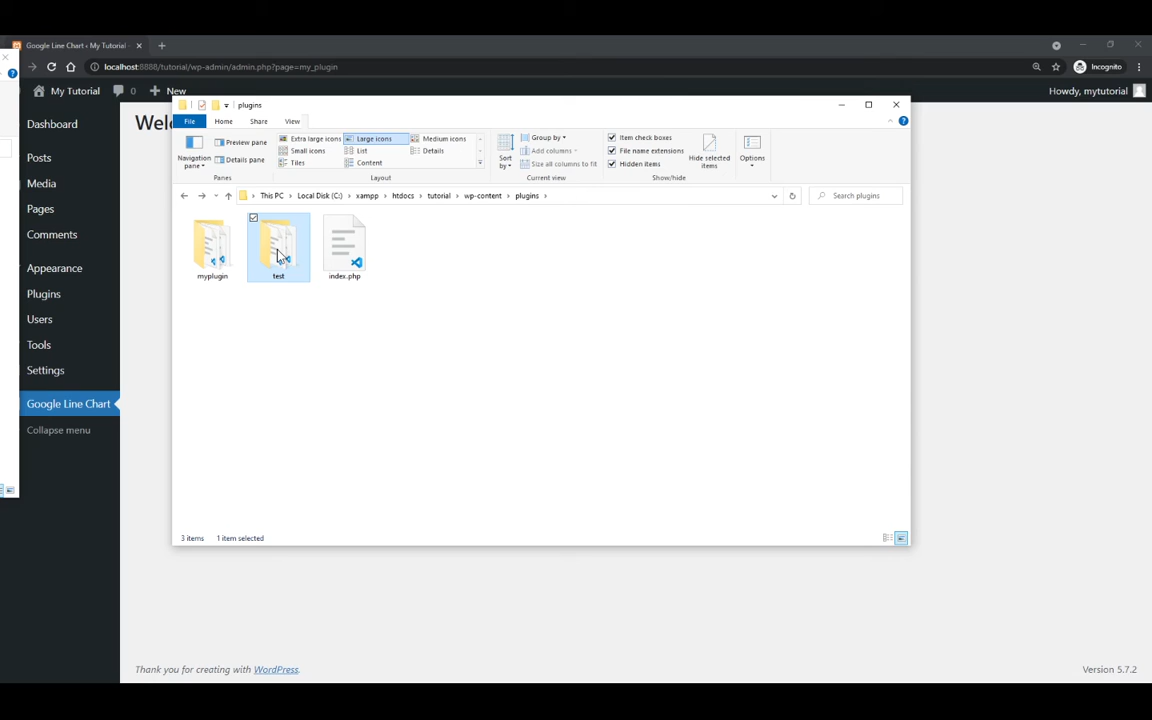 Google Line Chart ‹ My Tutorial
localhost:8888/tutorial/wp-admin/admin.php?page=my_plugin
Incognito
My Tutorial
0
New
Howdy, mytutorial
Dashboard
Posts
Media
Pages
Comments
Appearance
Plugins
Users
Tools
Settings
Google Line Chart
Collapse menu
Wel
plugins
File
Home
Share
View
Navigation pane
Preview pane
Details pane
Panes
Extra large icons
Large icons
Medium icons
Small icons
List
Details
Tiles
Content
Layout
Sort by
Group by
Add columns
Size all columns to fit
Current view
Item check boxes
File name extensions
Hidden items
Hide selected items
Show/hide
Options
This PC
Local Disk (C:)
xampp
htdocs
tutorial
wp-content
plugins
Search plugins
myplugin
test
index.php
3 items
1 item selected
Thank you for creating with WordPress.
Version 5.7.2